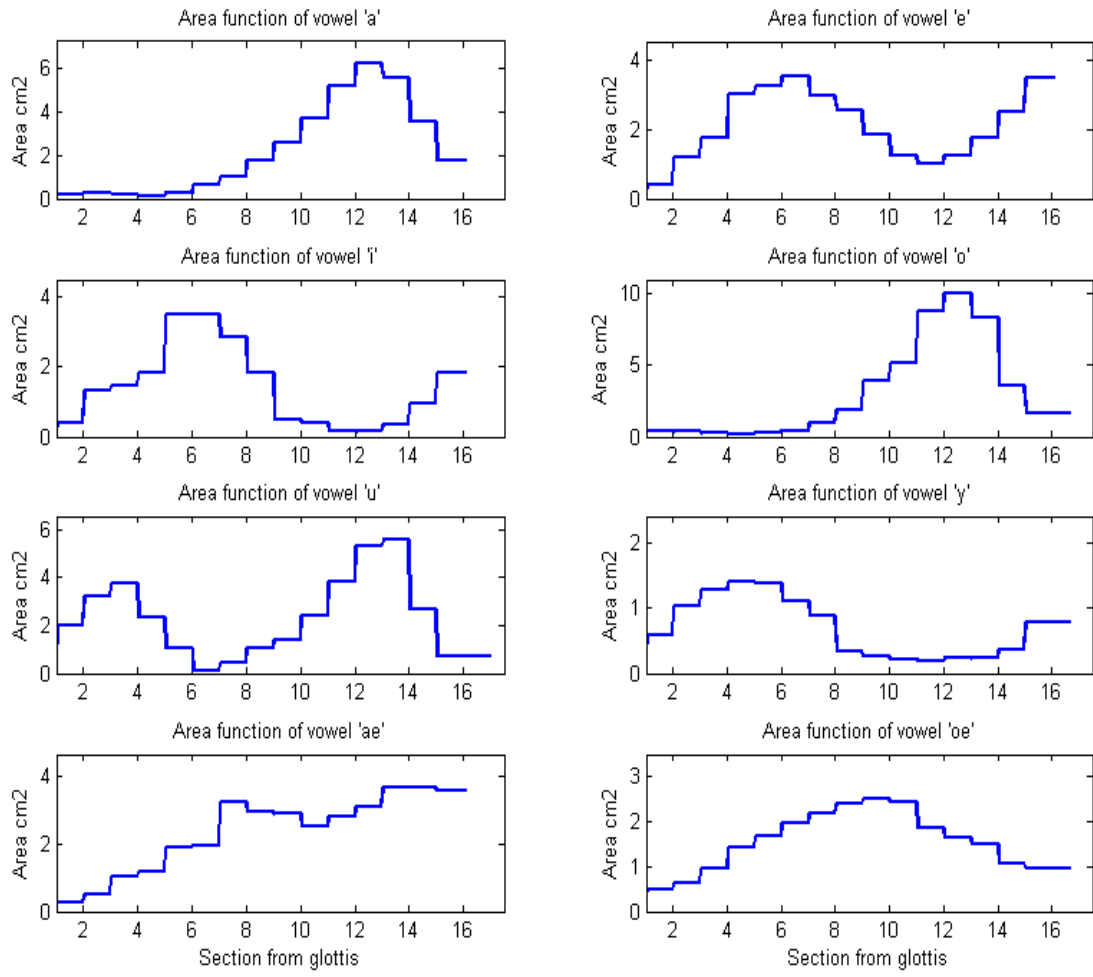 Area function of vowel 'a'
Area cm2
6
4
2
0
2 4 6 8 10 12 14 16
Area function of vowel 'e'
Area cm2
4
2
0
2 4 6 8 10 12 14 16
Area function of vowel 'i'
Area cm2
4
2
0
2 4 6 8 10 12 14 16
Area function of vowel 'o'
Area cm2
10
5
0
2 4 6 8 10 12 14 16
Area function of vowel 'u'
Area cm2
6
4
2
0
2 4 6 8 10 12 14 16
Area function of vowel 'y'
Area cm2
2
1
0
2 4 6 8 10 12 14 16
Area function of vowel 'ae'
Area cm2
4
2
0
2 4 6 8 10 12 14 16
Section from glottis
Area function of vowel 'oe'
Area cm2
3
2
1
0
2 4 6 8 10 12 14 16
Section from glottis